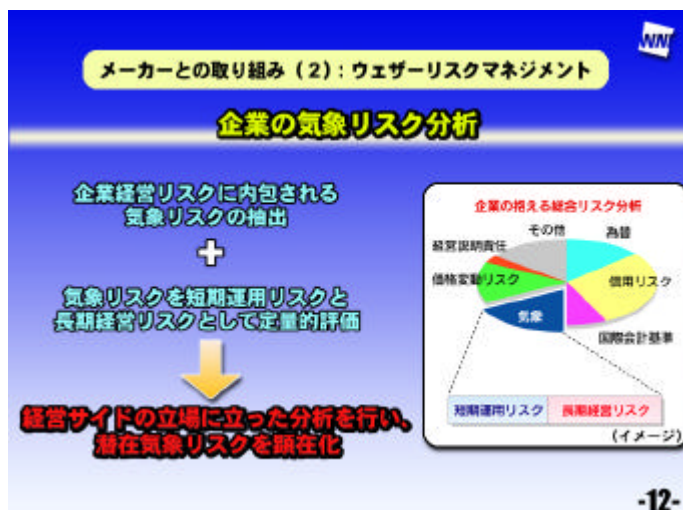 WNI
メーカーとの取り組み（2）：ウェザーリスクマネジメント
企業の気象リスク分析
企業経営リスクに内包される
気象リスクの抽出
+
気象リスクを短期運用リスクと
長期経営リスクとして定量的評価
経営サイドの立場に立った分析を行い、
潜在気象リスクを顕在化
企業の抱える総合リスク分析
その他
為替
経営説明責任
価格変動リスク
信用リスク
気象
国際会計基準
短期運用リスク
長期経営リスク
(イメージ)
-12-